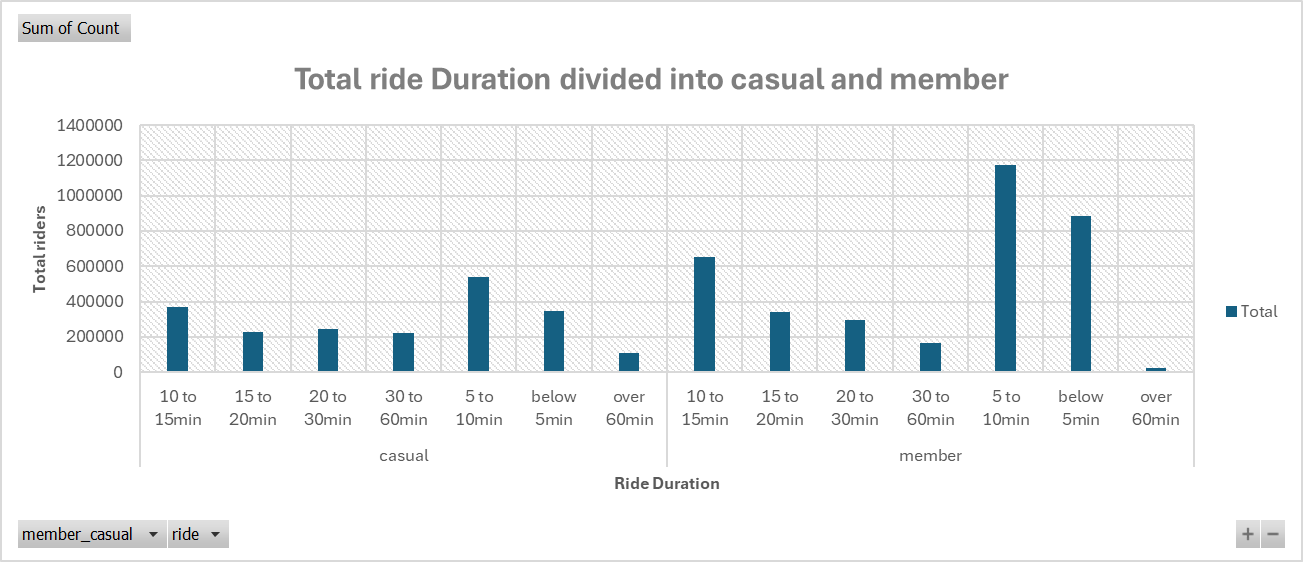 Sum of Count
Total ride Duration divided into casual and member
1400000
1200000
1000000
800000
600000
400000
200000
0
Total riders
10 to 15min
15 to 20min
20 to 30min
30 to 60min
5 to 10min
below 5min
over 60min
10 to 15min
15 to 20min
20 to 30min
30 to 60min
5 to 10min
below 5min
over 60min
casual
member
Ride Duration
Total
member_casual
ride